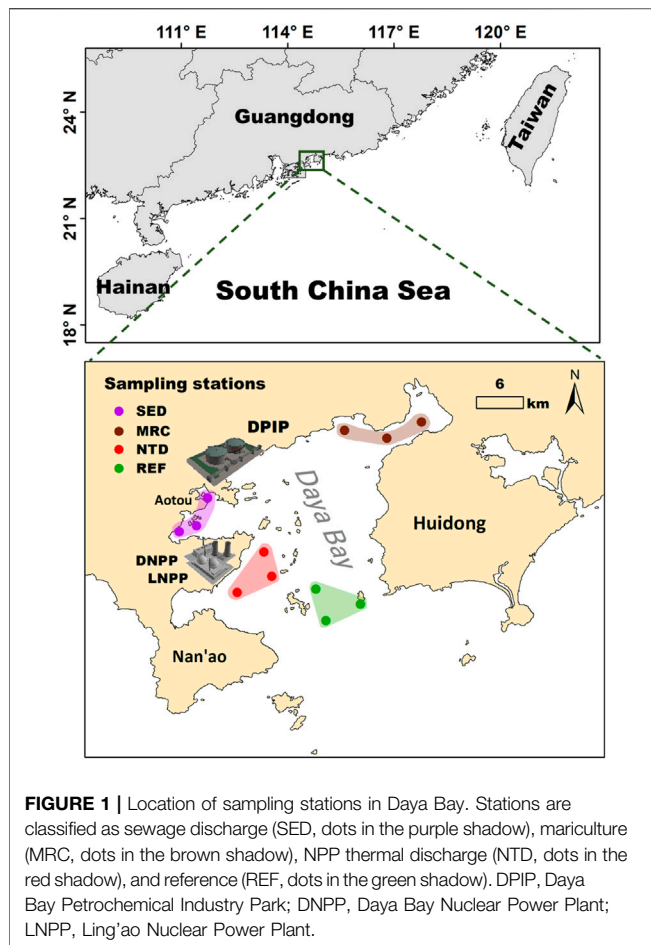 111° E 114° E 117° E 120° E
24° N
21° N
18° N
Guangdong
Taiwan
Hainan
South China Sea
Sampling stations
SED
MRC
NTD
REF
DPIP
6
km
N
Aotou
Daya Bay
Huidong
DNPP
LNPP
Nan'ao
FIGURE 1 | Location of sampling stations in Daya Bay. Stations are
classified as sewage discharge (SED, dots in the purple shadow), mariculture
(MRC, dots in the brown shadow), NPP thermal discharge (NTD, dots in the
red shadow), and reference (REF, dots in the green shadow). DPIP, Daya
Bay Petrochemical Industry Park; DNPP, Daya Bay Nuclear Power Plant;
LNPP, Ling’ao Nuclear Power Plant.